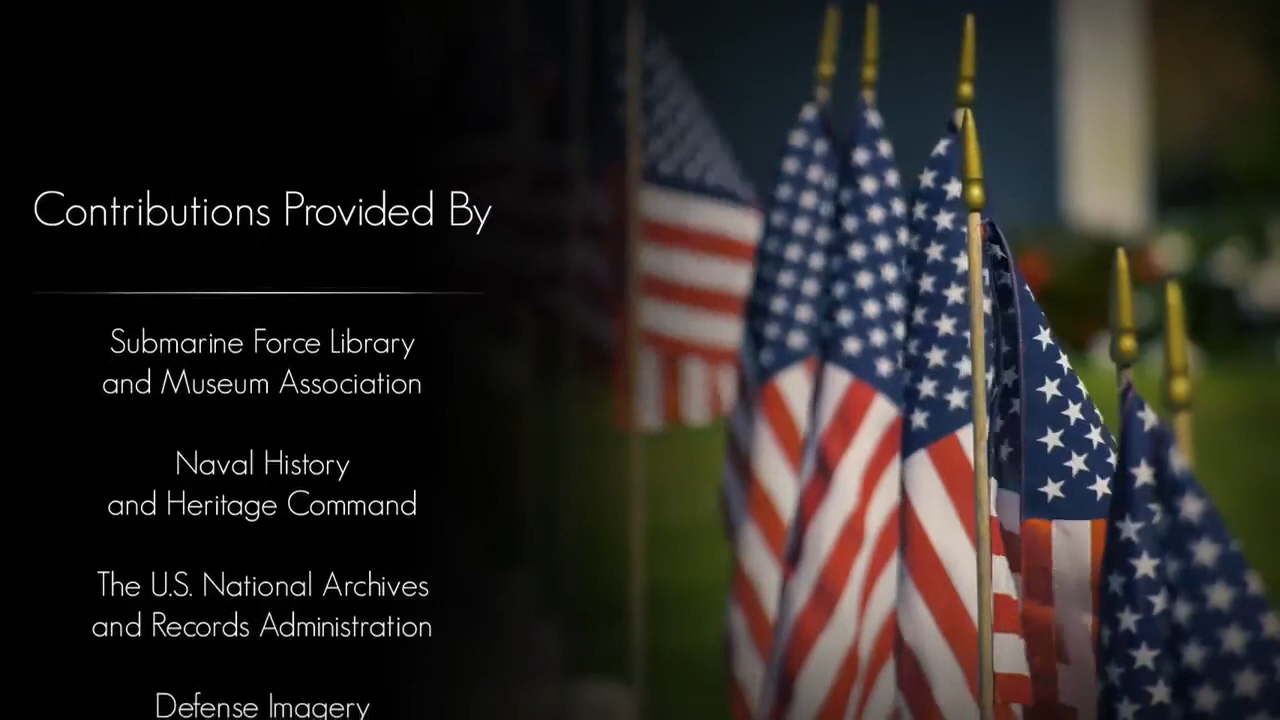 Contributions Provided By
Submarine Force Library
and Museum Association
Naval History
and Heritage Command
The U.S. National Archives
and Records Administration
Defense Imagery